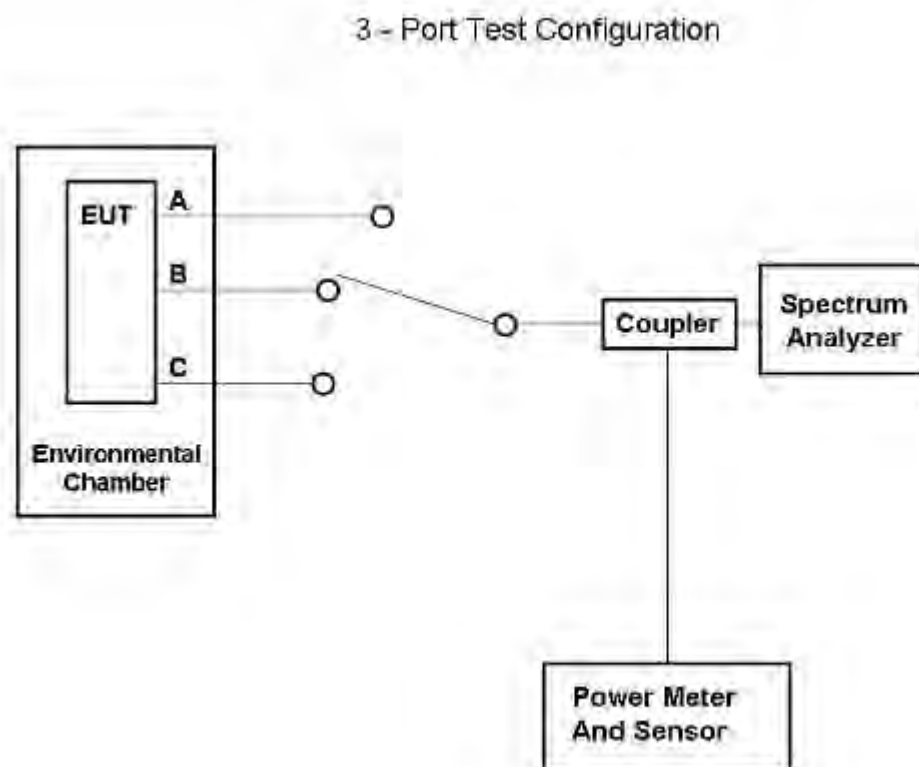 3 - Port Test Configuration
EUT
A
B
C
Environmental
Chamber
Coupler
Spectrum
Analyzer
Power Meter
And Sensor